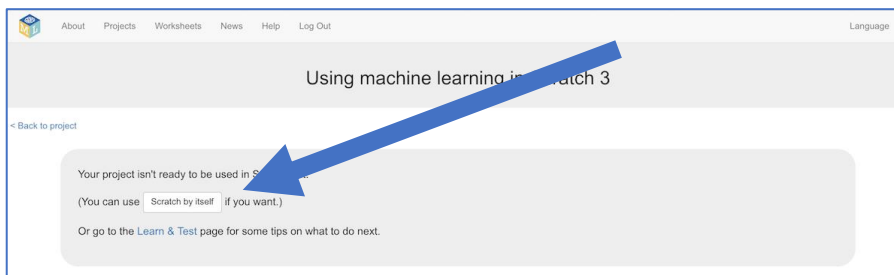 About Projects Worksheets News Help Log Out Language
Using machine learning in
tch 3
< Back to project
Your project isn't ready to be used in
(You can use Scratch by itself if you want.)
Or go to the Learn & Test page for some tips on what to do next.